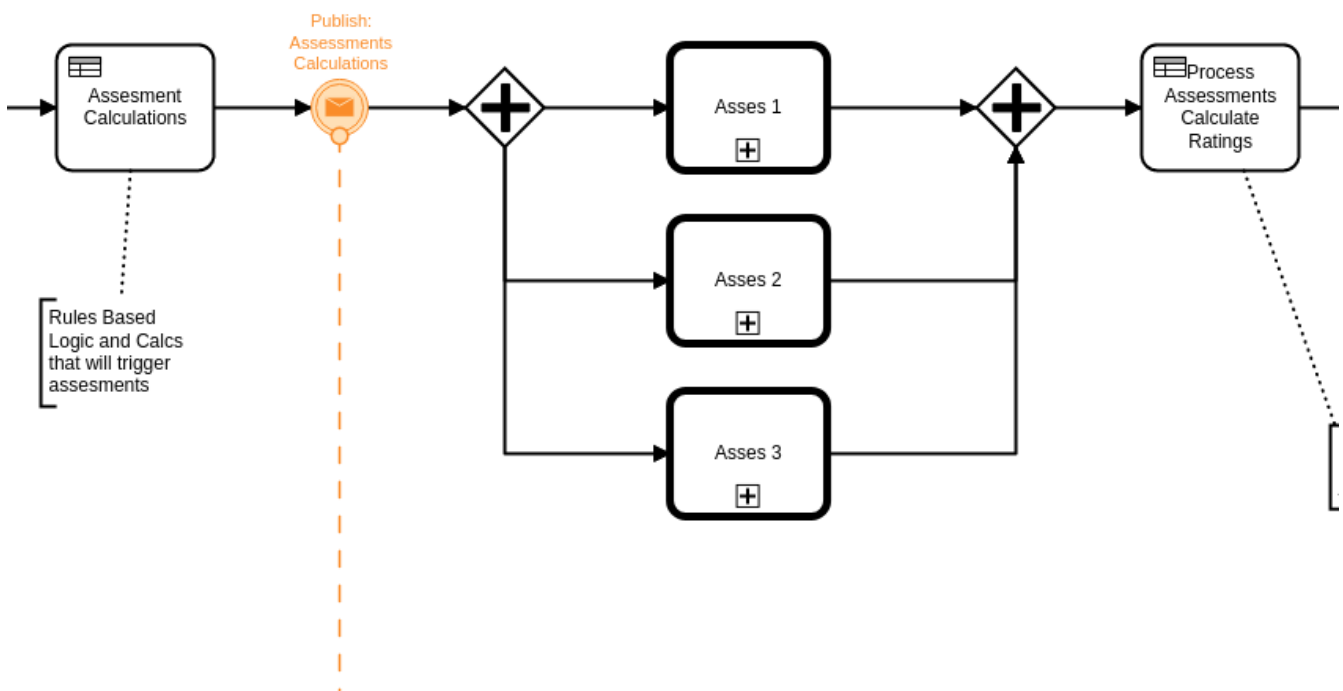 Publish:
Assessments
Calculations
Assesment
Calculations
Asses 1
Process
Assessments
Calculate
Ratings
Asses 2
Rules Based
Logic and Calcs
that will trigger
assesments
Asses 3